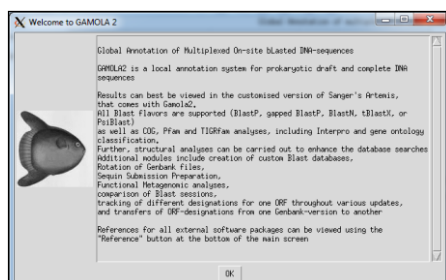 Welcome to GAMOLA 2
Global Annotation of Multiplexed On-site bLasted DNA-sequences
GAMOLA2 is a local annotation system for prokaryotic draft and complete DNA
sequences
Results can best be viewed in the customised version of Sanger's Artemis,
that comes with Gamola2.
All Blast flavors are supported (BlastP, gapped BlastP, BlastN, tBlastX, or
PsiBlast)
as well as COG, Pfam and TIGRfam analyses, including Interpro and gene ontology
classification.
Further, structural analyses can be carried out to enhance the database searches
Additional modules include creation of custom Blast databases,
Rotation of Genbank files,
Sequin Submission Preparation,
Functional Metagenomic analyses,
comparison of Blast sessions,
tracking of different designations for one ORF throughout various updates,
and transfers of ORF-designations from one Genbank-version to another
References for all external software packages can be viewed using the
"Reference" button at the bottom of the main screen
OK